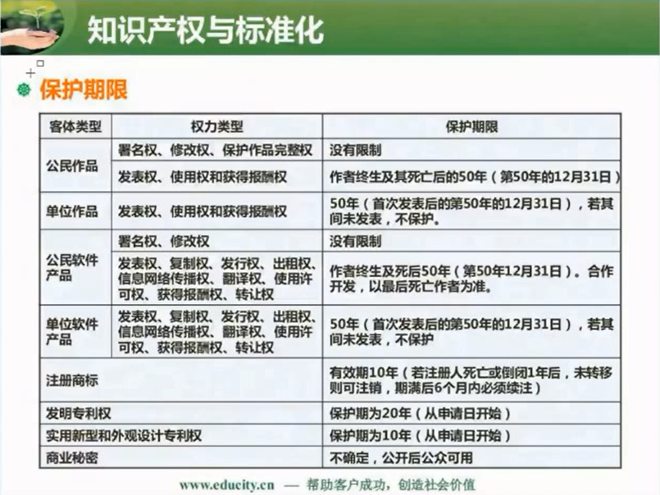 知识产权与标准化
保护期限
客体类型 权力类型 保护期限
公民作品
署名权、修改权、保护作品完整权 没有限制
发表权、使用权和获得报酬权 作者终生及其死亡后的50年（第50年的12月31日）
单位作品 发表权、使用权和获得报酬权
50年（首次发表后的第50年的12月31日），若其
间未发表，不保护。
公民软件
产品
署名权、修改权 没有限制
发表权、复制权、发行权、出租权、
信息网络传播权、翻译权、使用许
可权、获得报酬权、转让权
作者终生及死后50年（第50年12月31日）。合作
开发，以最后死亡作者为准。
单位软件
产品
发表权、复制权、发行权、出租权、
信息网络传播权、翻译权、使用许
可权、获得报酬权、转让权
50年（首次发表后的第50年的12月31日），若其
间未发表，不保护
注册商标
有效期10年（若注册人死亡或倒闭1年后，未转移
则可注销，期满后6个月内必须续注）
发明专利权 保护期为20年（从申请日开始）
实用新型和外观设计专利权 保护期为10年（从申请日开始）
商业秘密 不确定，公开后公众可用
www.educity.cn — 帮助客户成功，创造社会价值